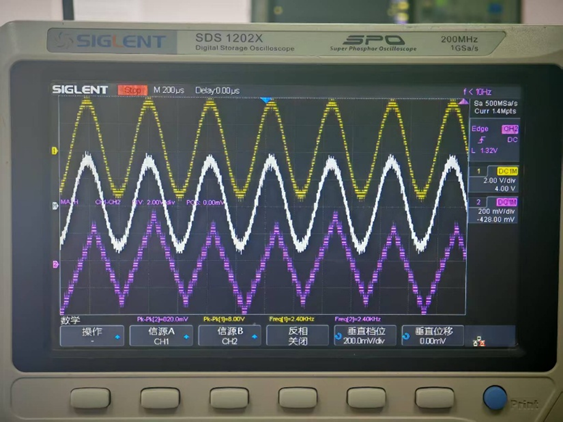 SIGLENT SDS 1202X SPO 200MHz
Digital Storage Oscilloscope Super Phosphor Oscilloscope 1GSa/s
SIGLENT Stop M 200μs Delay:0.00μs f < 10Hz
Sa 500MSa/s
Curr 1.4Mpts
Edge CH2
DC
L 1.32V
1 DC1M
2.00 V/div
4.00 V
2 DC1M
200 mV/div
-428.00 mV
MATH CH1-CH2 2.00V/div 0.00mV
Pk-Pk[2]=820.0mV Pk-Pk[1]=8.00V Freq[1]=2.40KHz Freq[2]=2.40KHz
数学
操作 信源A 信源B 反相 垂直档位 垂直位移
- CH1 CH2 关闭 200.0mV/div 0.00mV
Print